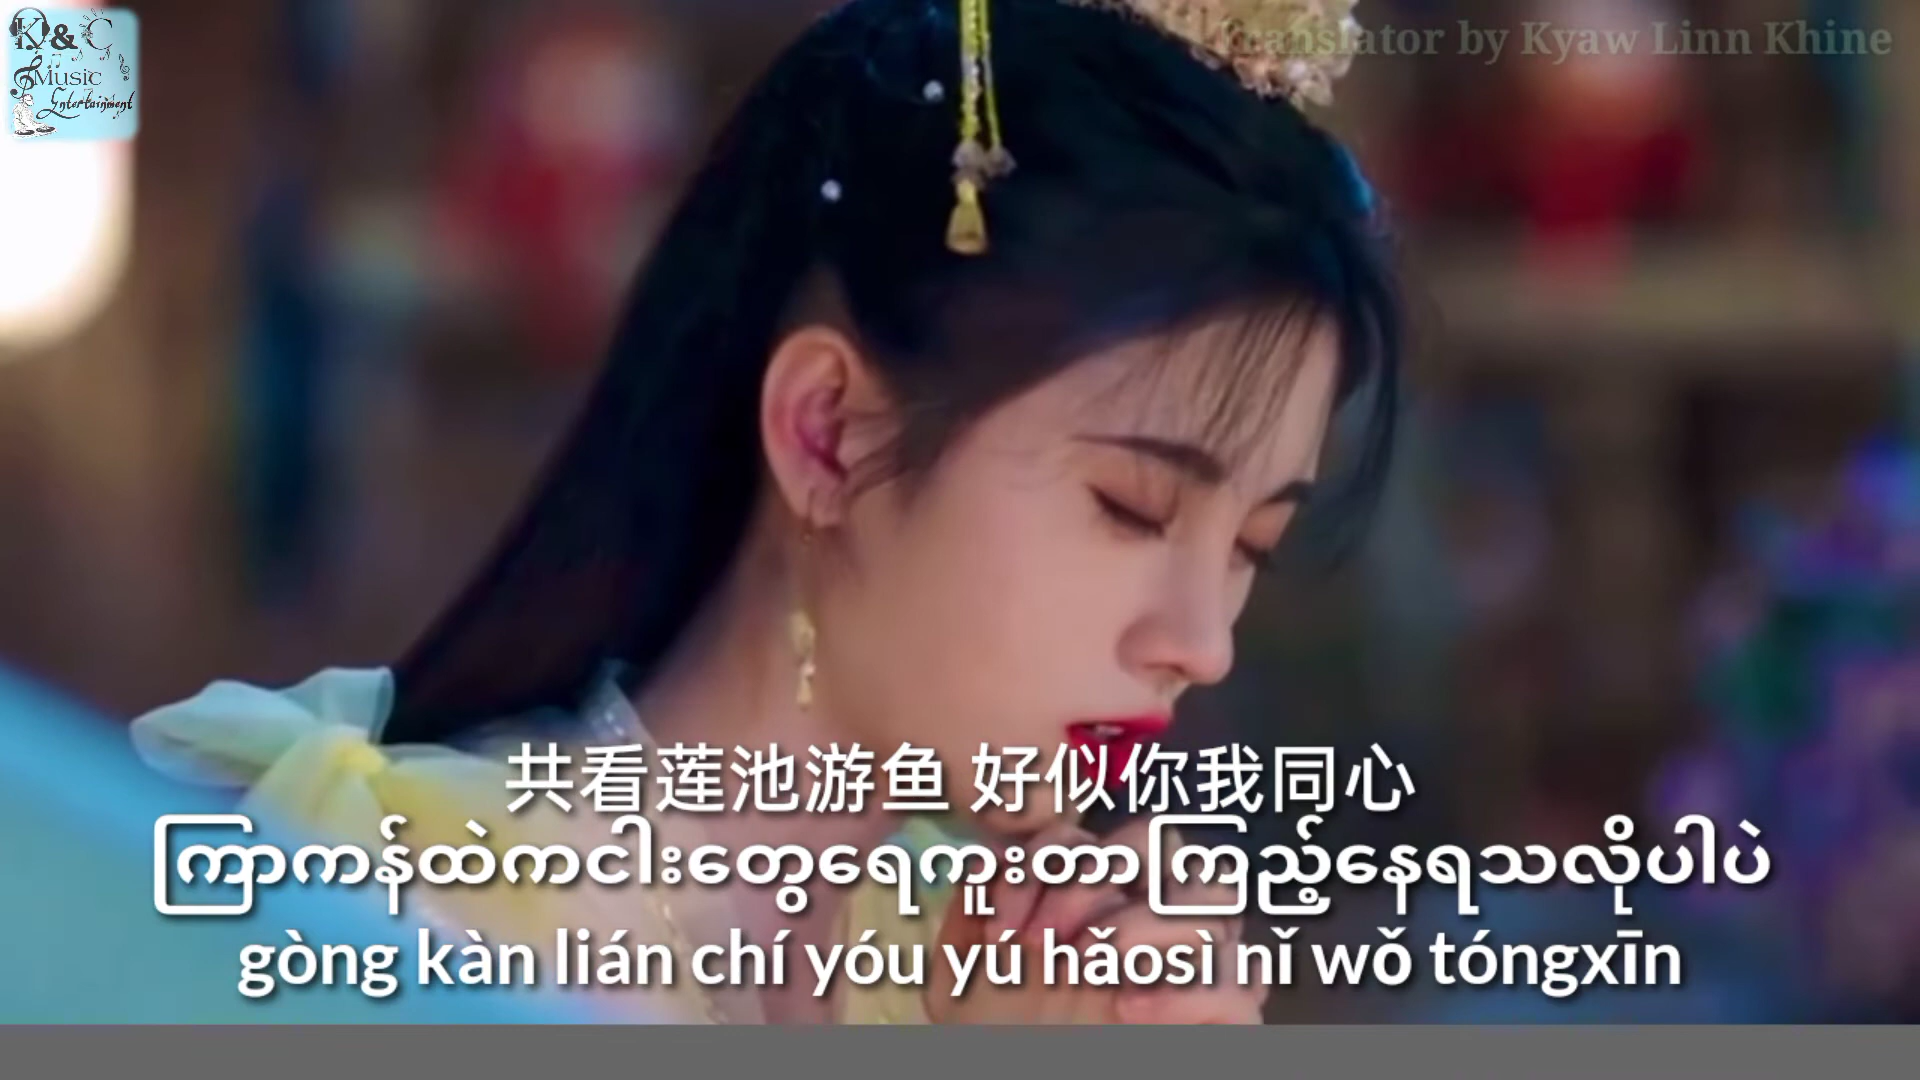 K&C
Music
Entertainment
Translator by Kyaw Linn Khine
共看莲池游鱼 好似你我同心
ကြာကန်ထဲကငါးတွေရေကူးတာကြည့်နေရသလိုပါပဲ
gòng kàn lián chí yóu yú hǎosì nǐ wǒ tóngxīn